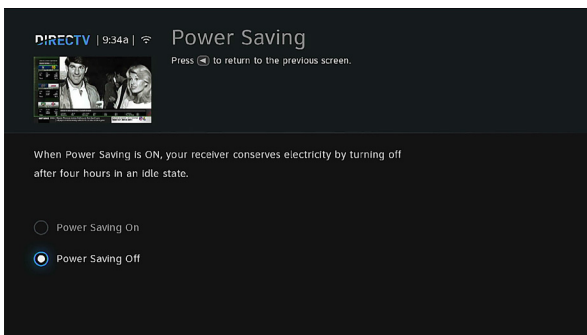 DIRECTV | 9:34a |
Power Saving
Press ◀ to return to the previous screen.
When Power Saving is ON, your receiver conserves electricity by turning off
after four hours in an idle state.
Power Saving On
Power Saving Off